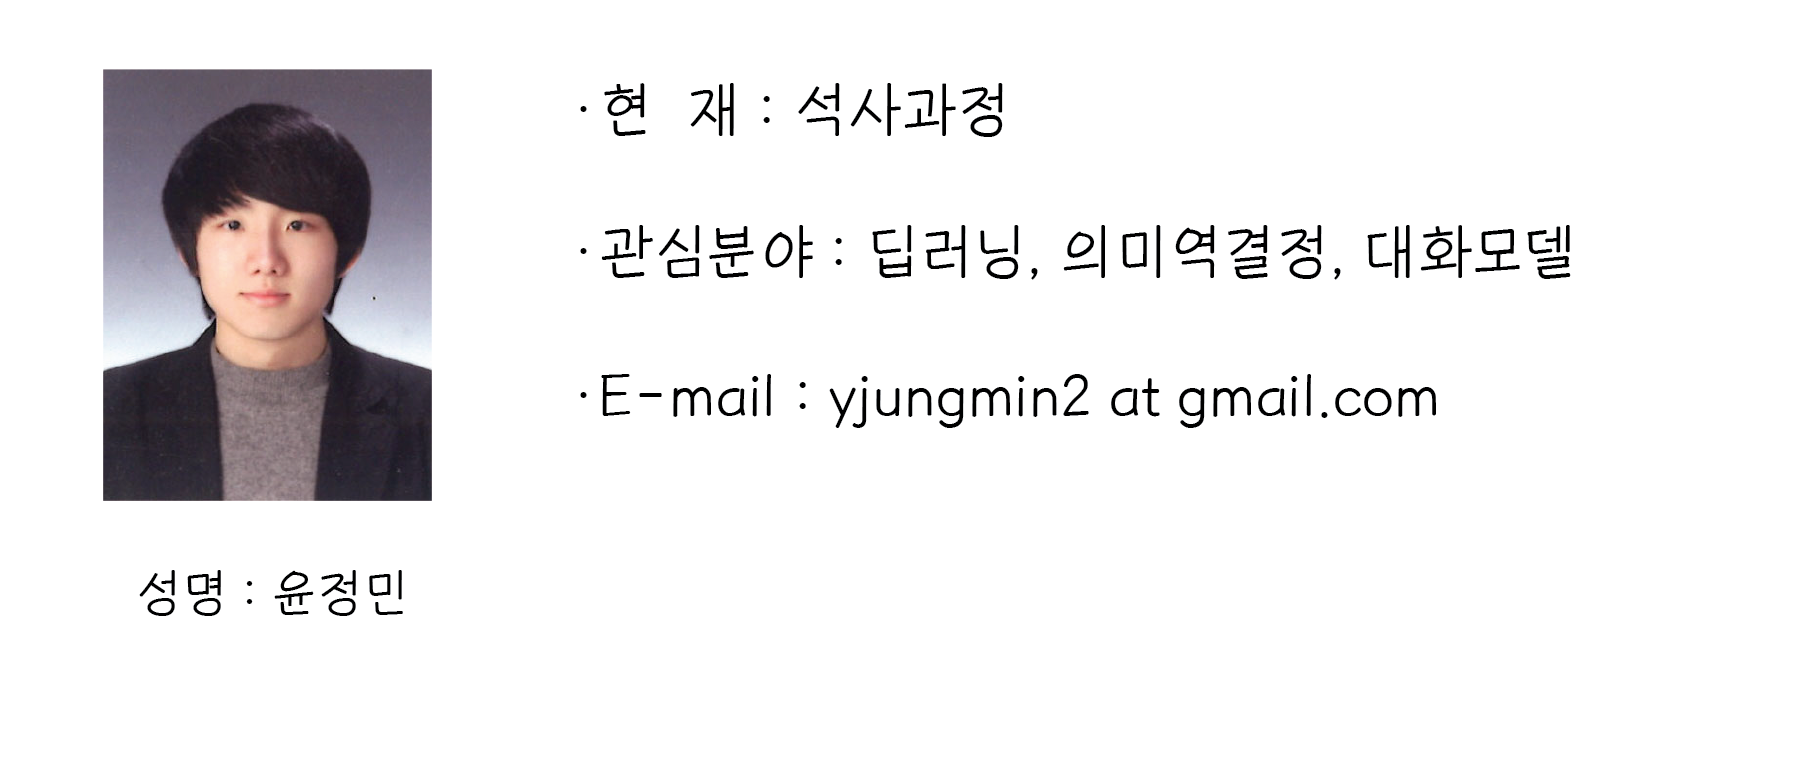 ·현 재 : 석사과정
·관심분야 : 딥러닝, 의미역결정, 대화모델
·E-mail : yjungmin2 at gmail.com
성명 : 윤정민